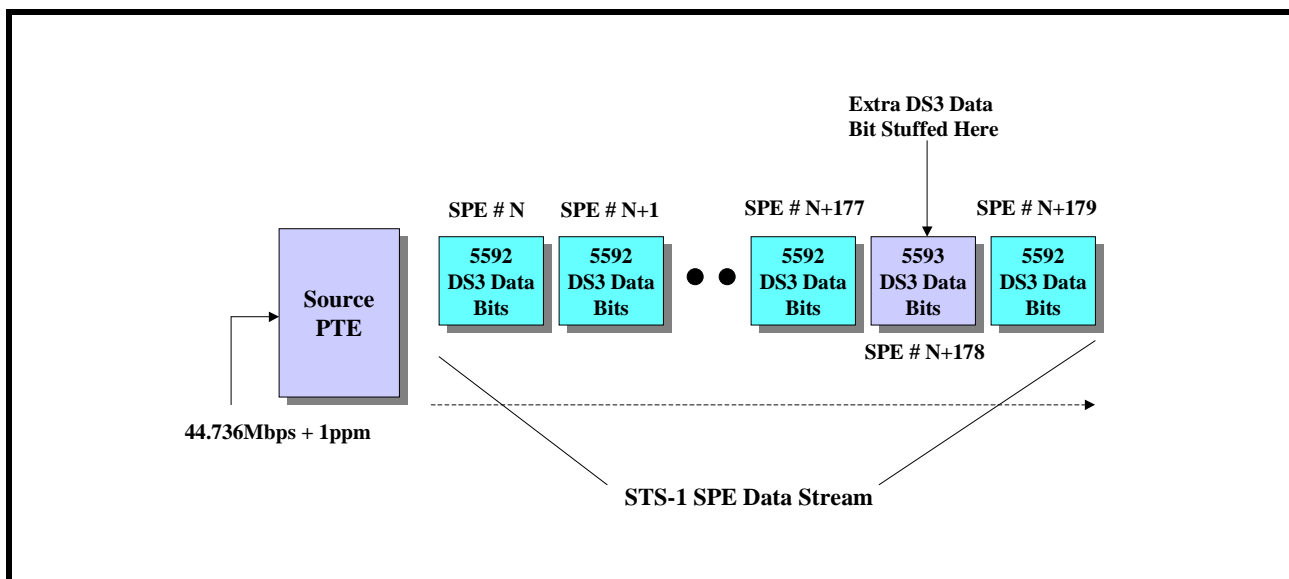 Extra DS3 Data
Bit Stuffed Here
SPE # N
SPE # N+1
SPE # N+177
SPE # N+179
Source
PTE
5592
DS3 Data
Bits
5592
DS3 Data
Bits
5592
DS3 Data
Bits
5593
DS3 Data
Bits
5592
DS3 Data
Bits
SPE # N+178
44.736Mbps + 1ppm
STS-1 SPE Data Stream